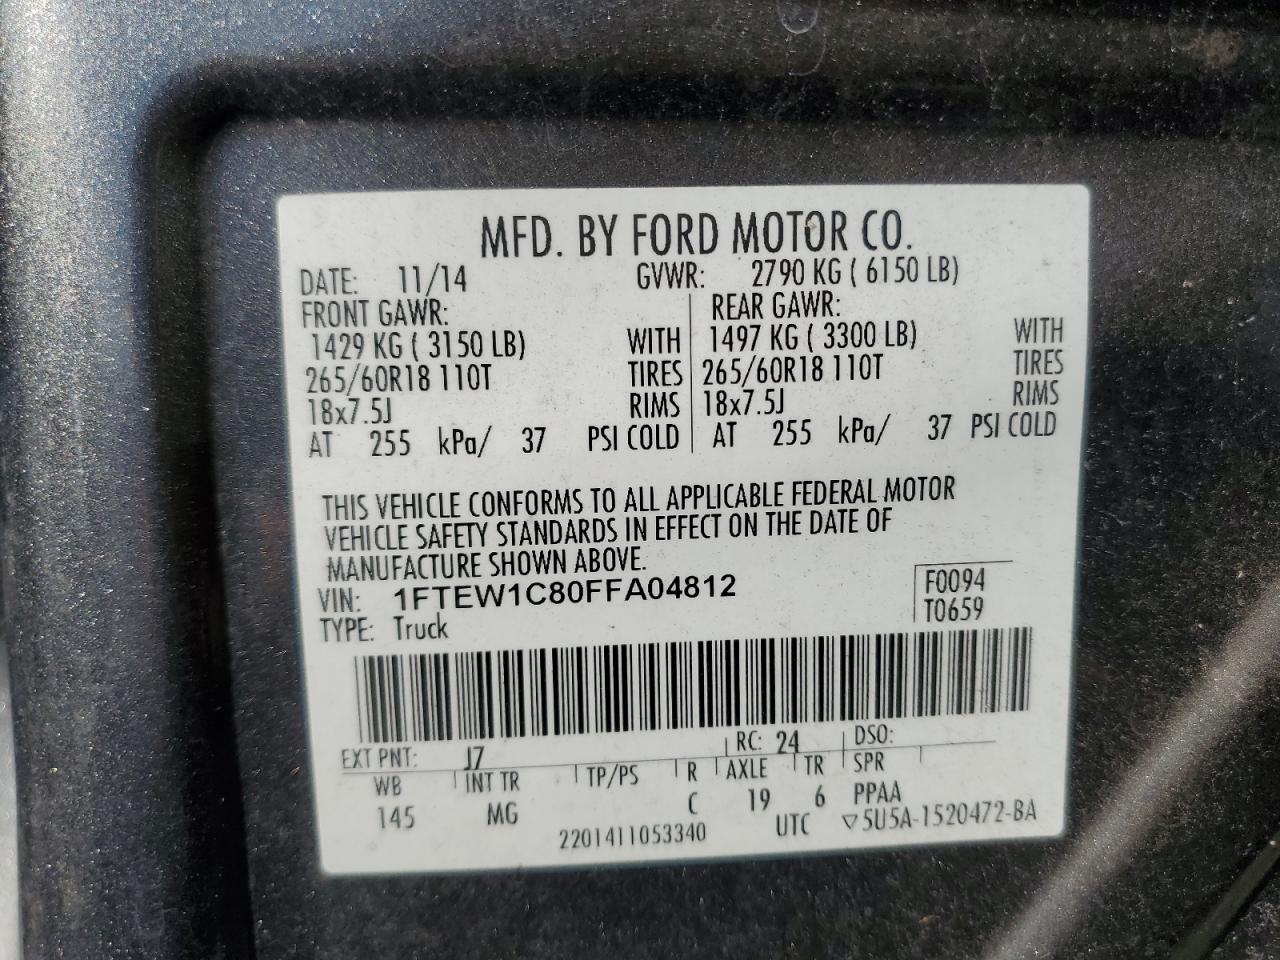 MFD. BY FORD MOTOR CO.
DATE: 11/14 GVWR: 2790 KG ( 6150 LB)
FRONT GAWR: REAR GAWR:
1429 KG ( 3150 LB) WITH 1497 KG ( 3300 LB) WITH
265/60R18 110T TIRES 265/60R18 110T TIRES
18x7.5J RIMS 18x7.5J RIMS
AT 255 kPa/ 37 PSI COLD AT 255 kPa/ 37 PSI COLD
THIS VEHICLE CONFORMS TO ALL APPLICABLE FEDERAL MOTOR
VEHICLE SAFETY STANDARDS IN EFFECT ON THE DATE OF
MANUFACTURE SHOWN ABOVE.
VIN: 1FTEW1C80FFA04812 F0094
TYPE: Truck T0659
EXT PNT: J7 RC: 24 DSO:
WB INT TR TP/PS R AXLE TR SPR
145 MG C 19 6 PPAA
2201411053340 UTC ▽5U5A-1520472-BA